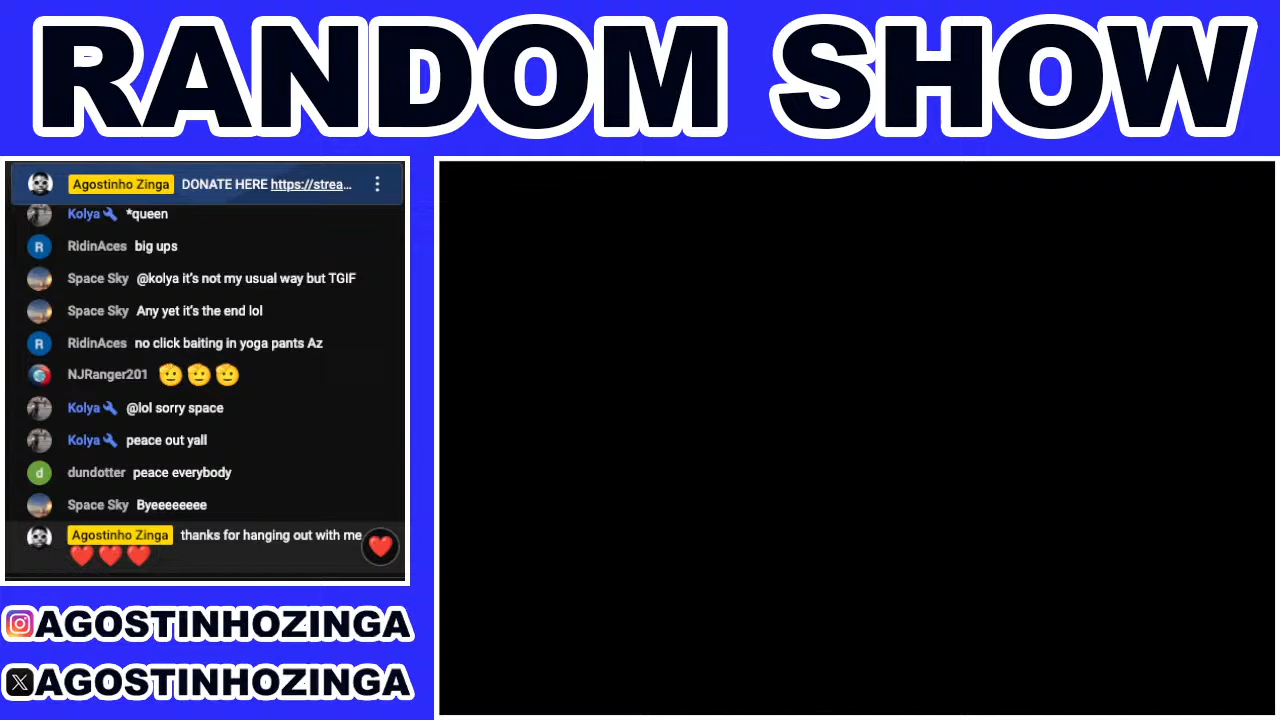 RANDOM SHOW
Agostinho Zinga DONATE HERE https://strea...
Kolya *queen
RidinAces big ups
Space Sky @kolya it's not my usual way but TGIF
Space Sky Any yet it's the end lol
RidinAces no click baiting in yoga pants Az
NJRanger201
Kolya @lol sorry space
Kolya peace out yall
dundotter peace everybody
Space Sky Byeeeeeeee
Agostinho Zinga thanks for hanging out with me
AGOSTINHOZINGA
AGOSTINHOZINGA